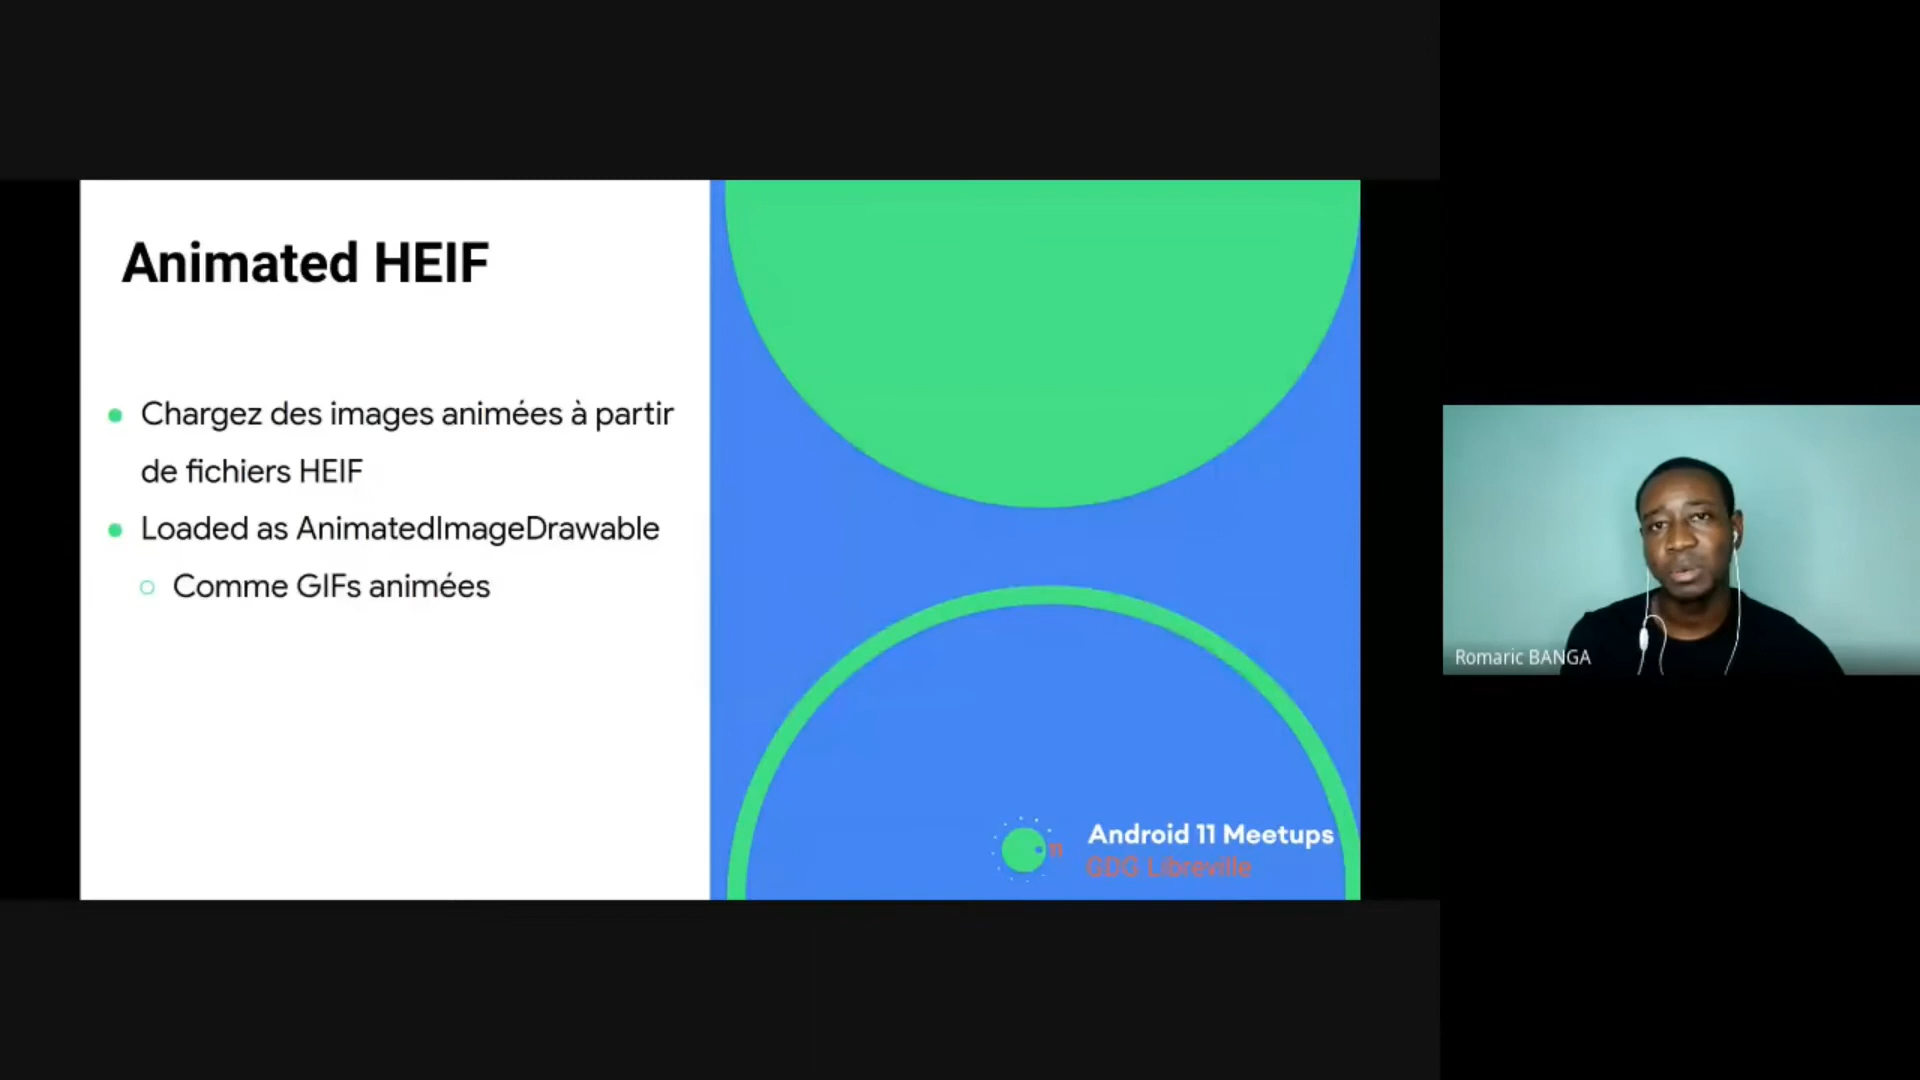 Animated HEIF
Chargez des images animées à partir
de fichiers HEIF
Loaded as AnimatedImageDrawable
Comme GIFs animées
11
Android 11 Meetups
GDG Libreville
Romaric BANGA